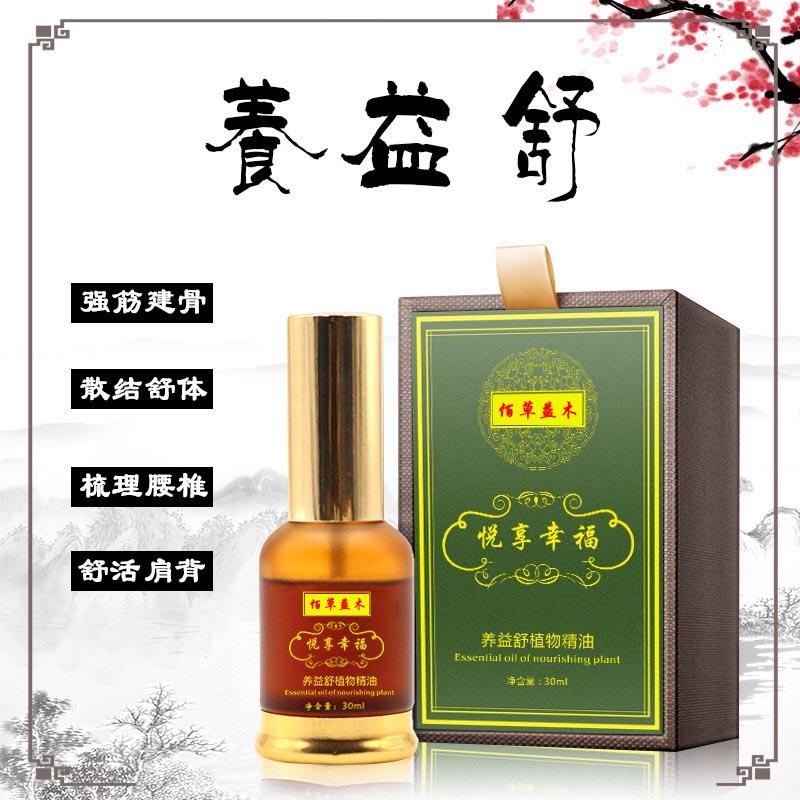 養益舒
强筋建骨
散结舒体
梳理腰椎
舒活肩背
佰草益木
悦享幸福
养益舒植物精油
Essential oil of nourishing plant
净含量：30ml
佰草益木
悦享幸福
养益舒植物精油
Essential oil of nourishing plant
净含量：30ml